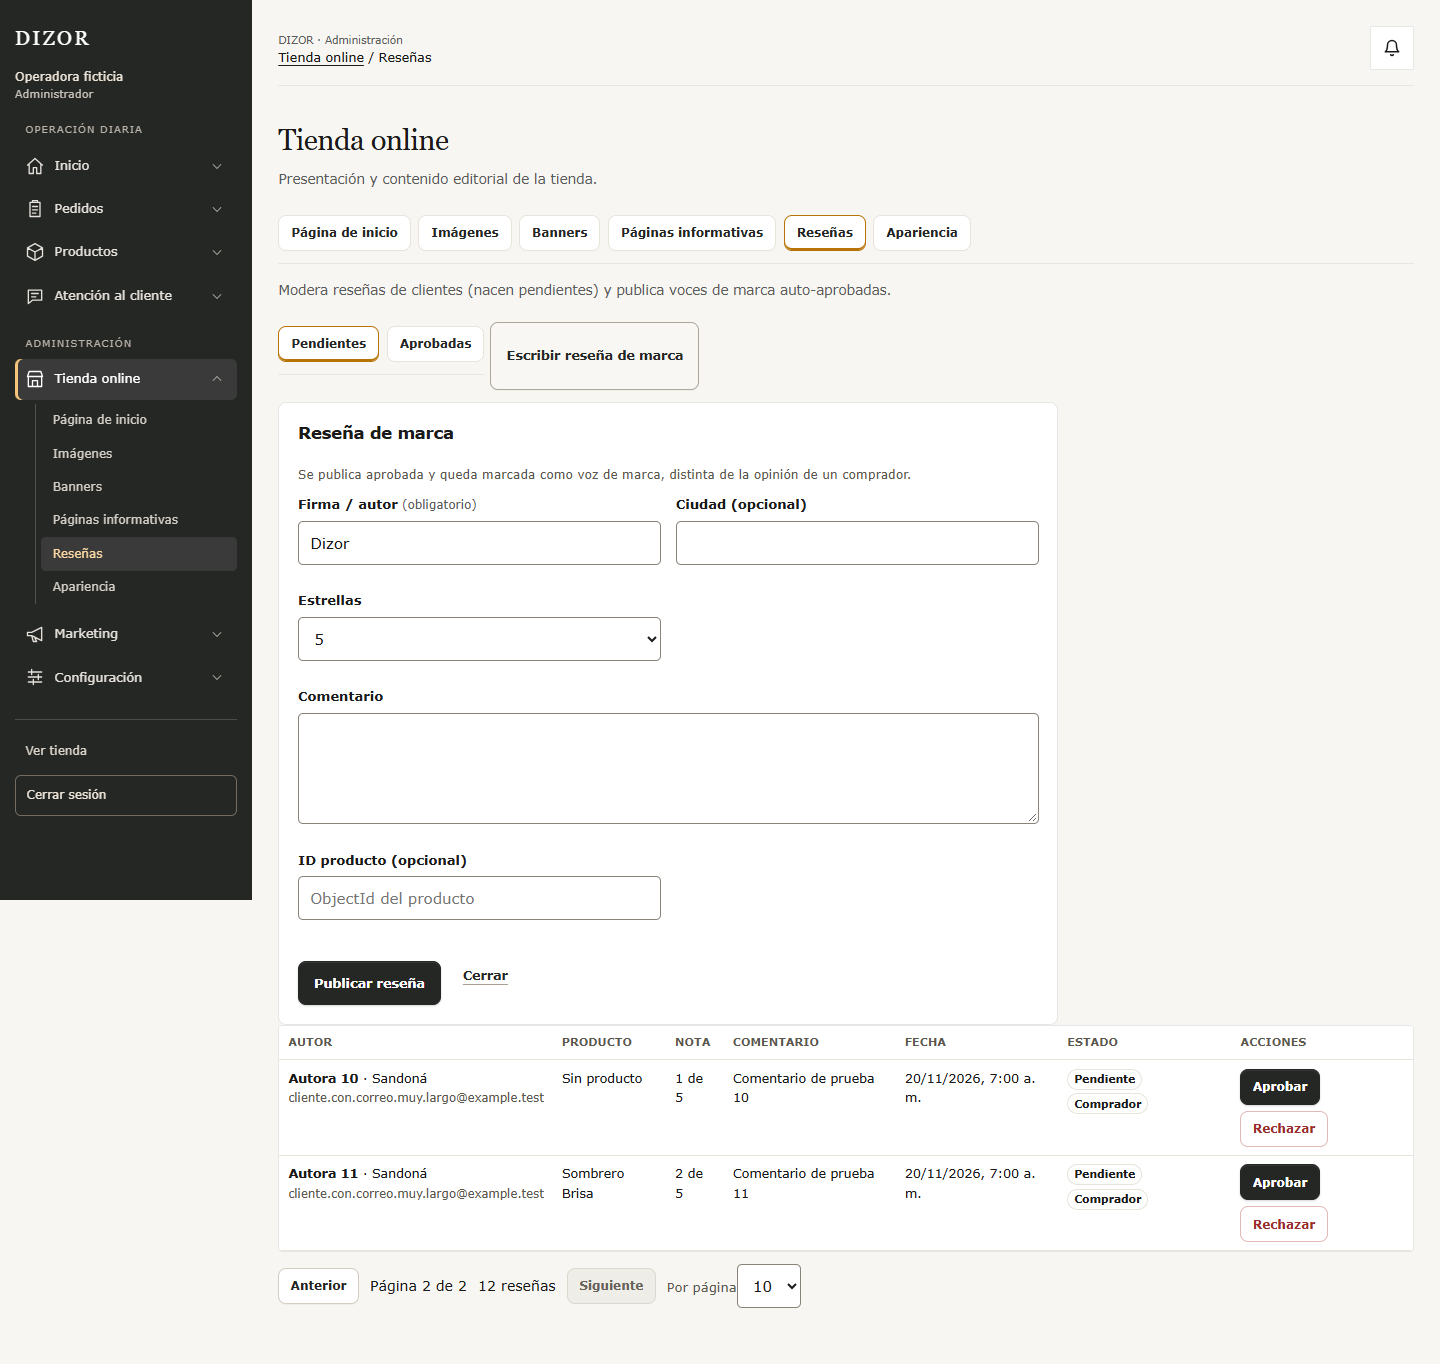 DIZOR
Operadora ficticia
Administrador
OPERACIÓN DIARIA
Inicio
Pedidos
Productos
Atención al cliente
ADMINISTRACIÓN
Tienda online
Página de inicio
Imágenes
Banners
Páginas informativas
Reseñas
Apariencia
Marketing
Configuración
Ver tienda
Cerrar sesión
DIZOR · Administración
Tienda online / Reseñas
Tienda online
Presentación y contenido editorial de la tienda.
Página de inicio Imágenes Banners Páginas informativas Reseñas Apariencia
Modera reseñas de clientes (nacen pendientes) y publica voces de marca auto-aprobadas.
Pendientes Aprobadas Escribir reseña de marca
Reseña de marca
Se publica aprobada y queda marcada como voz de marca, distinta de la opinión de un comprador.
Firma / autor (obligatorio) Ciudad (opcional)
Dizor
Estrellas
5
Comentario
ID producto (opcional)
ObjectId del producto
Publicar reseña Cerrar
AUTOR PRODUCTO NOTA COMENTARIO FECHA ESTADO ACCIONES
Autora 10 · Sandoná Sin producto 1 de Comentario de prueba 20/11/2026, 7:00 a. Pendiente Aprobar
cliente.con.correo.muy.largo@example.test 5 10 m. Comprador
Rechazar
Autora 11 · Sandoná Sombrero 2 de Comentario de prueba 20/11/2026, 7:00 a. Pendiente Aprobar
cliente.con.correo.muy.largo@example.test Brisa 5 11 m. Comprador
Rechazar
Anterior Página 2 de 2 12 reseñas Siguiente Por página 10